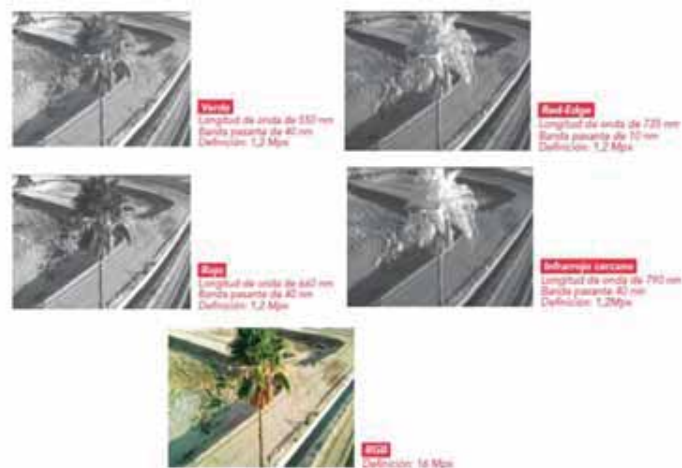 Verde
Longitud de onda de 550 nm
Banda pasante de 40 nm
Definición: 1,2 Mpx
Red-Edge
Longitud de onda de 735 nm
Banda pasante de 10 nm
Definición: 1,2 Mpx
Rojo
Longitud de onda de 660 nm
Banda pasante de 40 nm
Definición: 1,2 Mpx
Infrarrojo cercano
Longitud de onda de 790 nm
Banda pasante 40 nm
Definición: 1,2Mpx
RGB
Definición: 16 Mpx